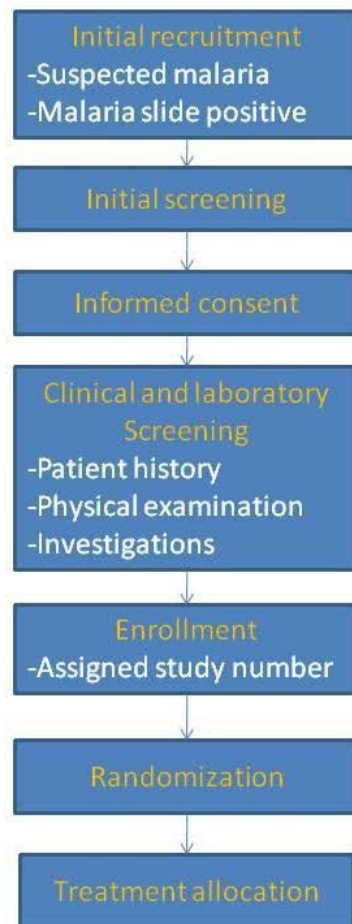 Initial recruitment
-Suspected malaria
-Malaria slide positive
Initial screening
Informed consent
Clinical and laboratory
Screening
-Patient history
-Physical examination
-Investigations
Enrollment
-Assigned study number
Randomization
Treatment allocation